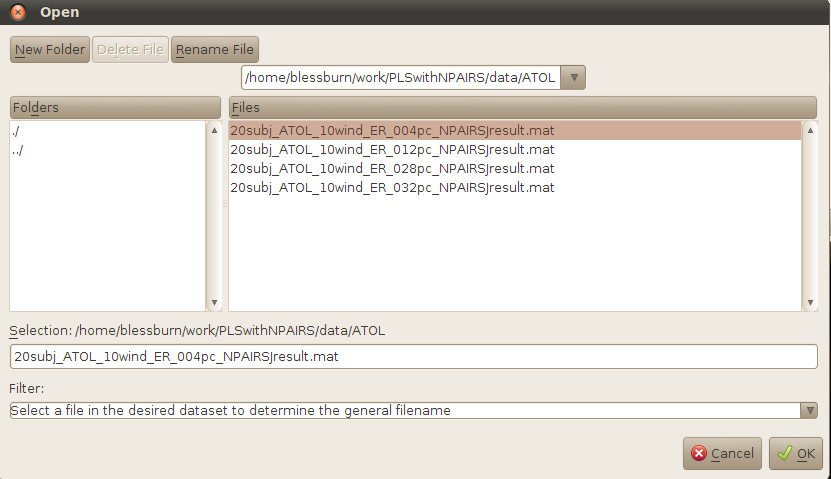 Open
New Folder Delete File Rename File
/home/blessburn/work/PLSwithNPAIRS/data/ATOL
Folders Files
./ 20subj_ATOL_10wind_ER_004pc_NPAIRSJresult.mat
../ 20subj_ATOL_10wind_ER_012pc_NPAIRSJresult.mat
20subj_ATOL_10wind_ER_028pc_NPAIRSJresult.mat
20subj_ATOL_10wind_ER_032pc_NPAIRSJresult.mat
Selection: /home/blessburn/work/PLSwithNPAIRS/data/ATOL
20subj_ATOL_10wind_ER_004pc_NPAIRSJresult.mat
Filter:
Select a file in the desired dataset to determine the general filename
Cancel OK